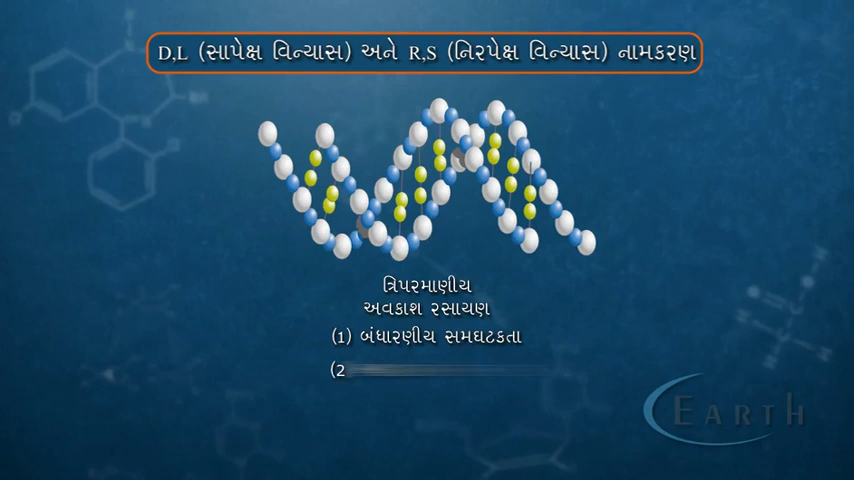 D,L (સાપેક્ષ વિન્યાસ) અને R,S (નિરપેક્ષ વિન્યાસ) નામકરણ
ત્રિપરમાણીય
અવકાશ રસાયણ
(1) બંધારણીય સમઘટકતા
(2
EARTH